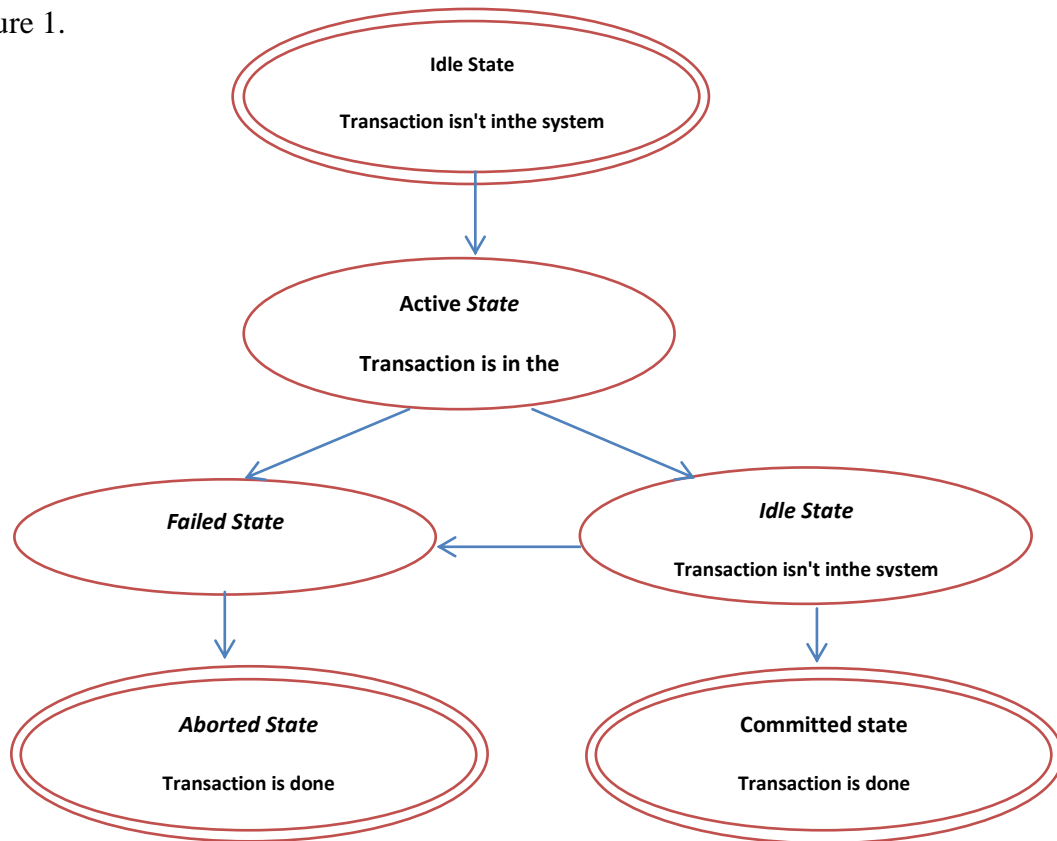 ure 1.
Idle State
Transaction isn't inthe system
Active State
Transaction is in the
Failed State
Idle State
Transaction isn't inthe system
Aborted State
Transaction is done
Committed state
Transaction is done